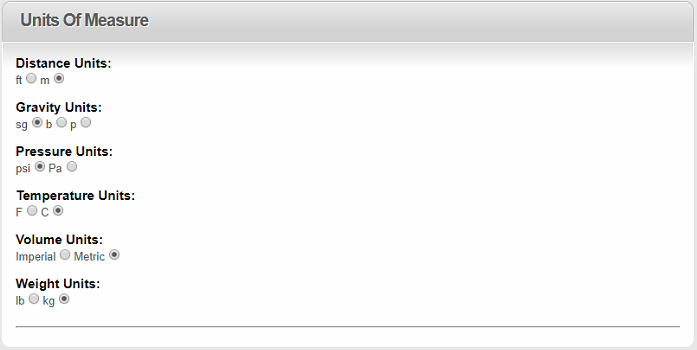 Units Of Measure
Distance Units:
ft m
Gravity Units:
sg b p
Pressure Units:
psi Pa
Temperature Units:
F C
Volume Units:
Imperial Metric
Weight Units:
lb kg